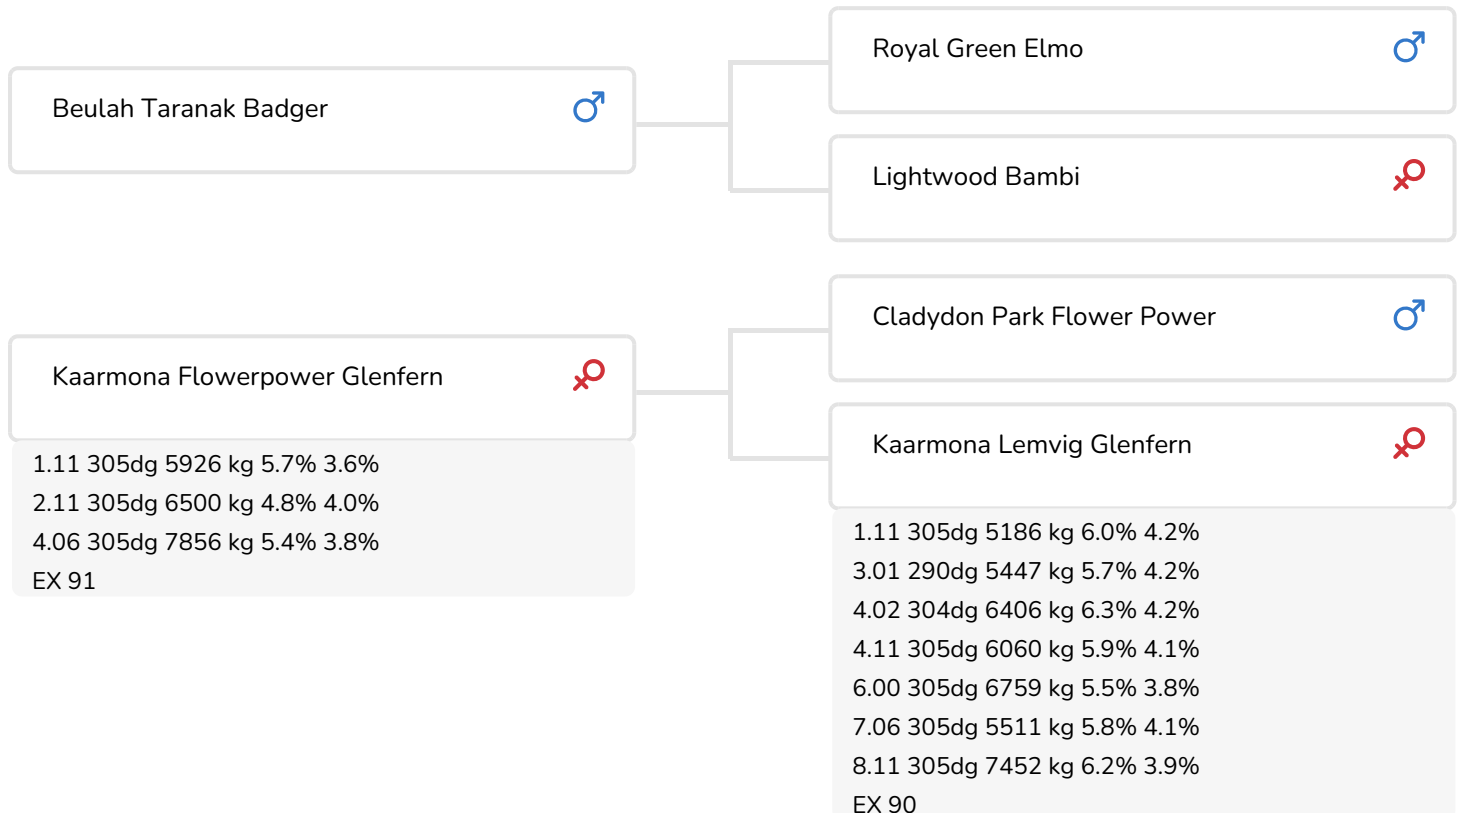 Beulah Taranak Badger
Royal Green Elmo
Lightwood Bambi
Kaarmona Flowerpower Glenfern
1.11 305dg 5926 kg 5.7% 3.6%
2.11 305dg 6500 kg 4.8% 4.0%
4.06 305dg 7856 kg 5.4% 3.8%
EX 91
Cladydon Park Flower Power
Kaarmona Lemvig Glenfern
1.11 305dg 5186 kg 6.0% 4.2%
3.01 290dg 5447 kg 5.7% 4.2%
4.02 304dg 6406 kg 6.3% 4.2%
4.11 305dg 6060 kg 5.9% 4.1%
6.00 305dg 6759 kg 5.5% 3.8%
7.06 305dg 5511 kg 5.8% 4.1%
8.11 305dg 7452 kg 6.2% 3.9%
EX 90